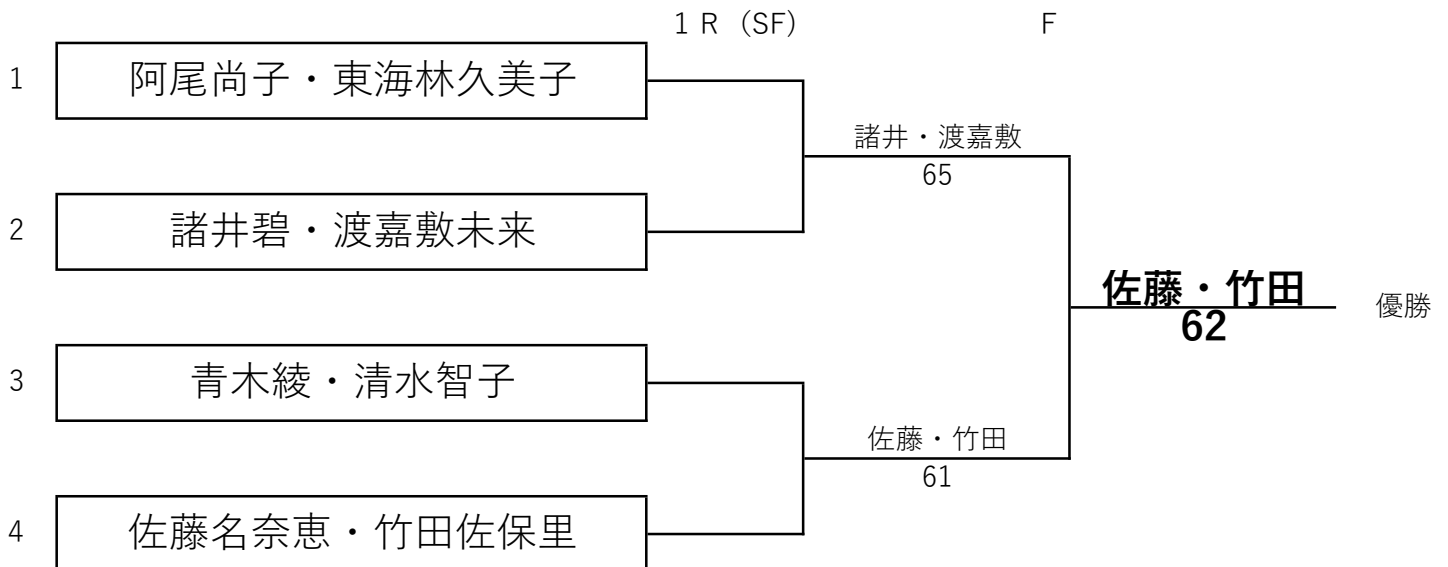 1 R (SF) F
1 阿尾尚子・東海林久美子
諸井・渡嘉敷
65
2 諸井碧・渡嘉敷未来
佐藤・竹田
62
優勝
3 青木綾・清水智子
佐藤・竹田
61
4 佐藤名奈恵・竹田佐保里